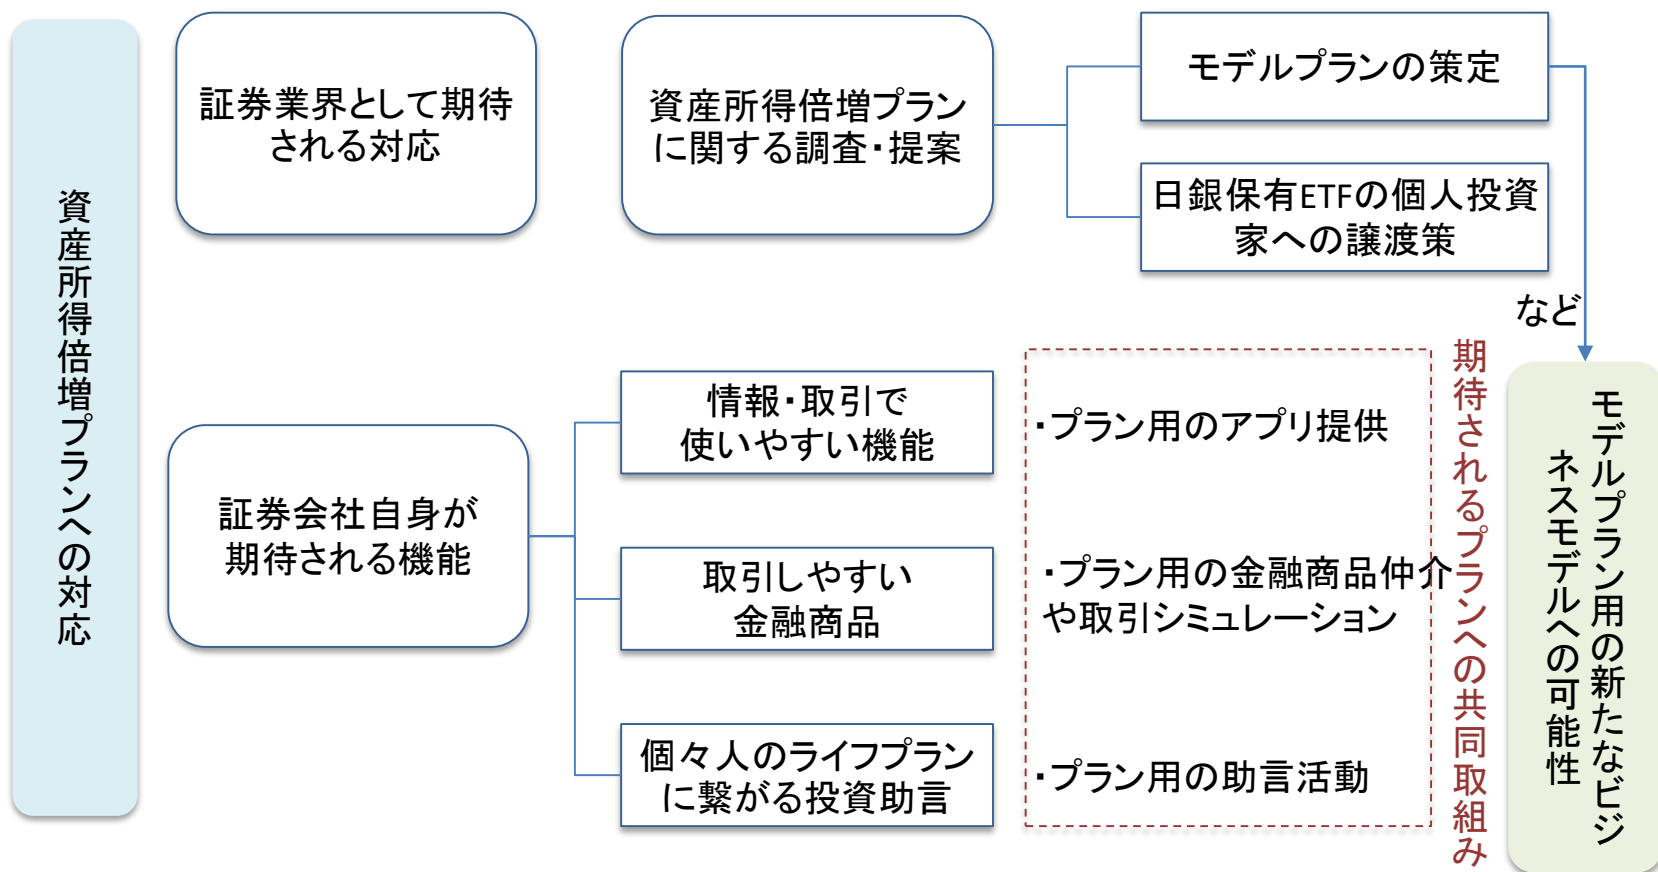 資産所得倍増プランへの対応
証券業界として期待
される対応
資産所得倍増プラン
に関する調査・提案
モデルプランの策定
日銀保有ETFの個人投資
家への譲渡策
など
証券会社自身が
期待される機能
情報・取引で
使いやすい機能
取引しやすい
金融商品
個々人のライフプラン
に繋がる投資助言
・プラン用のアプリ提供
・プラン用の金融商品仲介
や取引シミュレーション
・プラン用の助言活動
期待されるプランへの共同取組み
モデルプラン用の新たなビジ
ネスモデルへの可能性